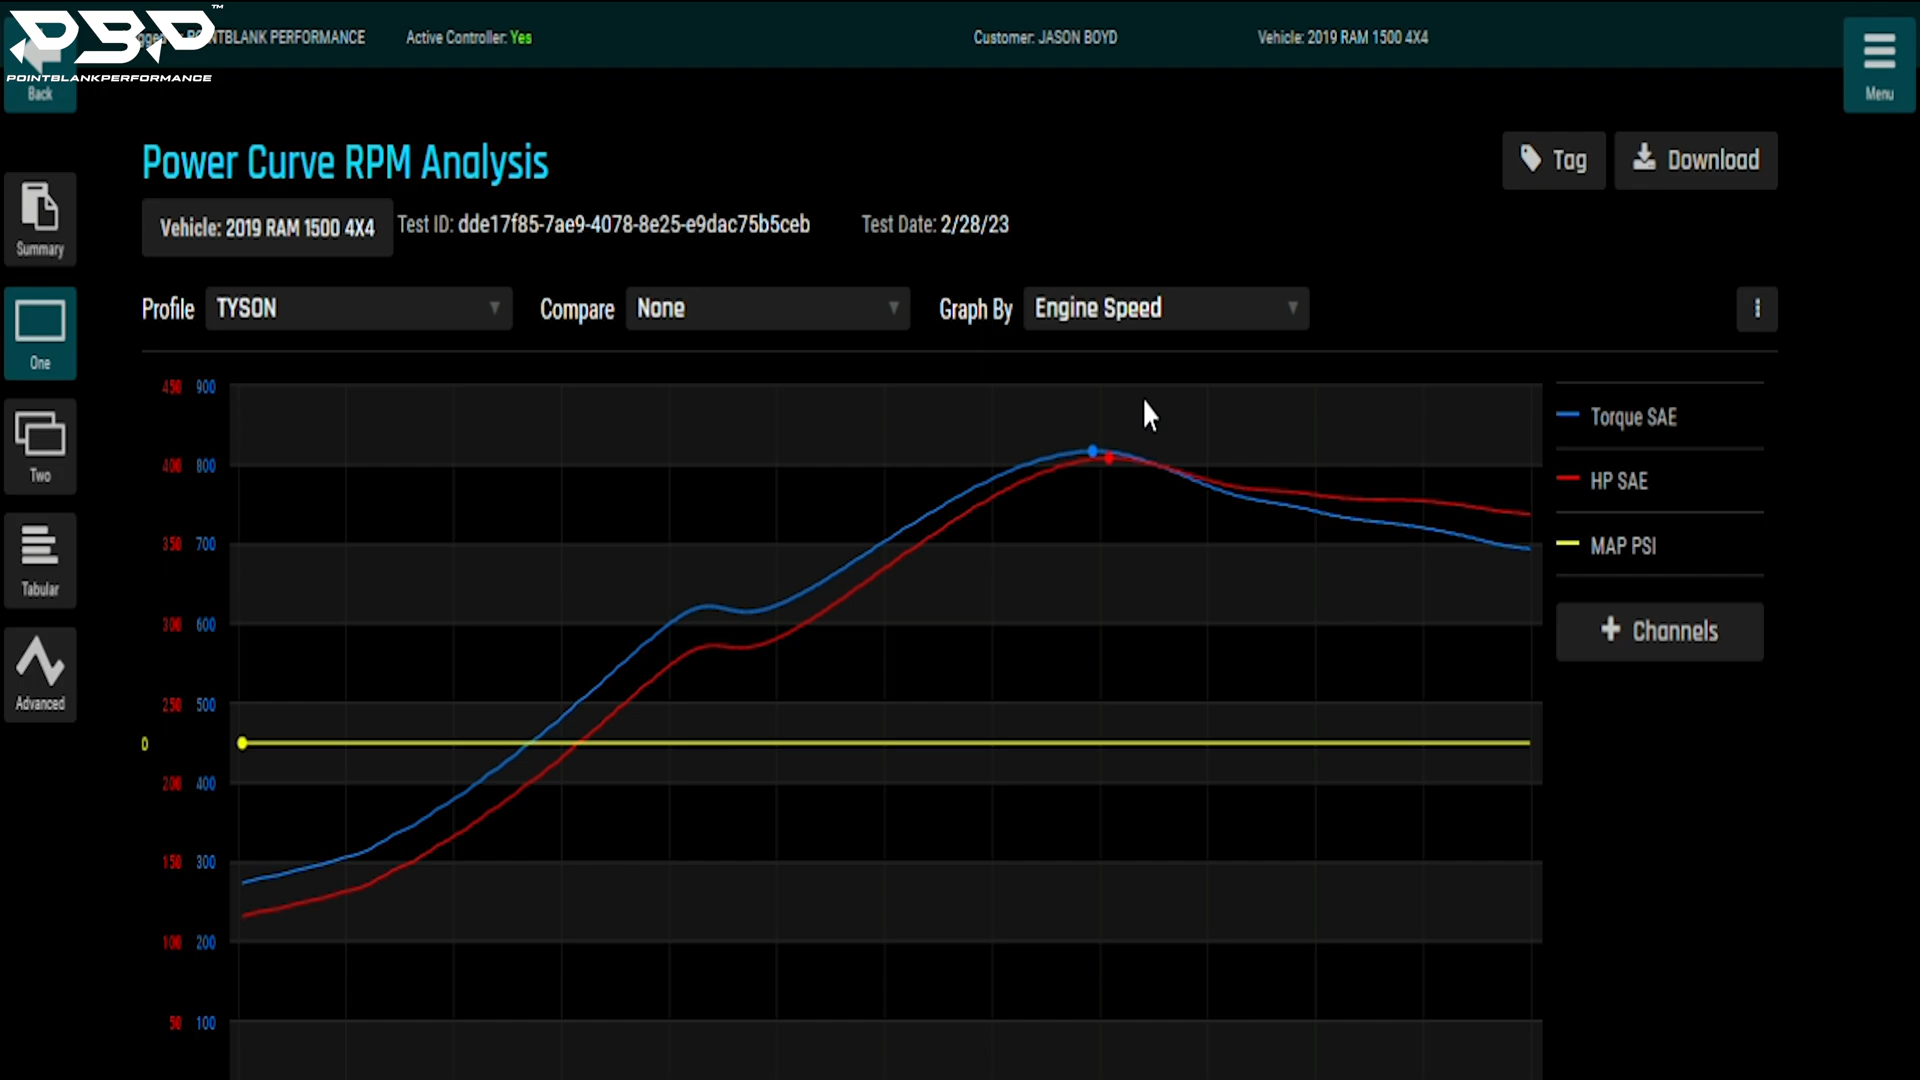 PBD™
POINTBLANKPERFORMANCE
POINTBLANK PERFORMANCE
Active Controller: Yes
Customer: JASON BOYD
Vehicle: 2019 RAM 1500 4X4
Back
Menu
Power Curve RPM Analysis
Tag
Download
Vehicle: 2019 RAM 1500 4X4
Test ID: dde17f85-7ae9-4078-8e25-e9dac75b5ceb
Test Date: 2/28/23
Summary
Profile TYSON
Compare None
Graph By Engine Speed
One
Two
Tabular
Advanced
450 900
400 800
350 700
300 600
250 500
0
200 400
150 300
100 200
50 100
Torque SAE
HP SAE
MAP PSI
+ Channels